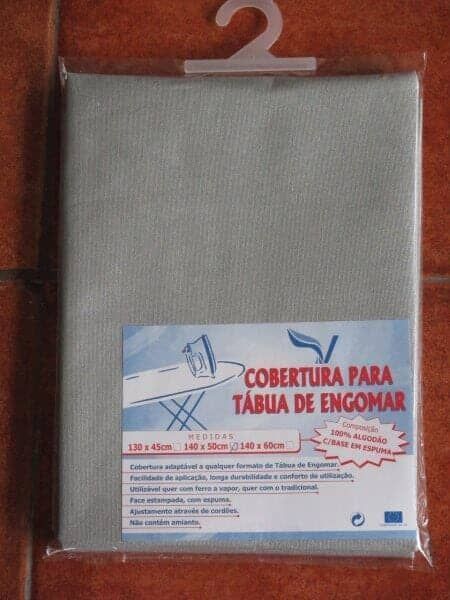 COBERTURA PARA
TÁBUA DE ENGOMAR
Composição
100% ALGODÃO
C/BASE EM ESPUMA
MEDIDAS
130 x 45cm 140 x 50cm 140 x 60cm
Cobertura adaptável a qualquer formato de Tábua de Engomar.
Facilidade de aplicação, longa durabilidade e conforto de utilização.
Utilizável quer com ferro a vapor, quer com o tradicional.
Face estampada, com espuma.
Ajustamento através de cordões.
Não contém amianto.